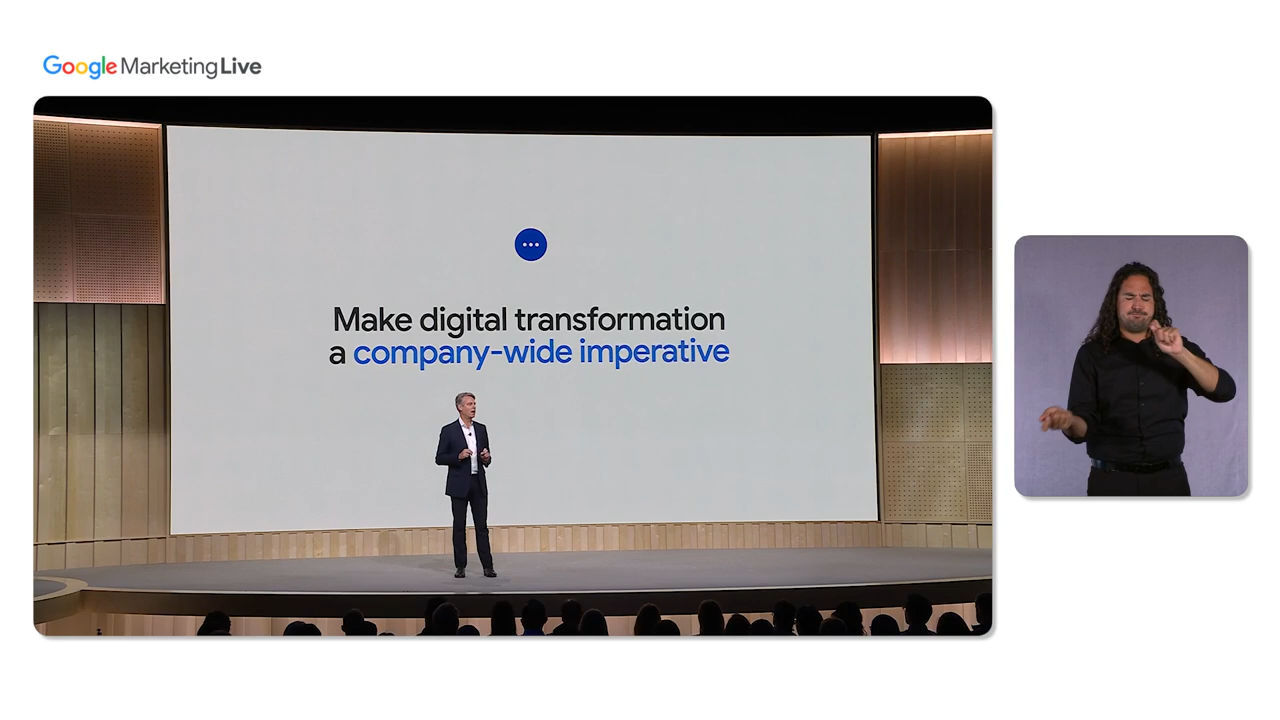 Google Marketing Live
Make digital transformation
a company-wide imperative